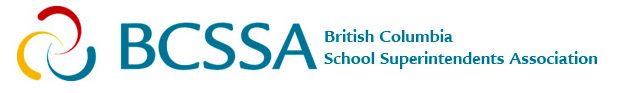 BCSSA
British Columbia
School Superintendents Association